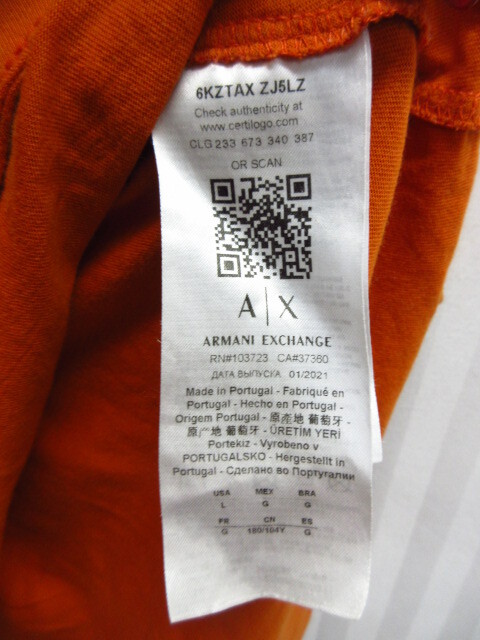 6KZTAX ZJ5LZ
Check authenticity at
www.certilogo.com
CLG 233 673 340 387
OR SCAN
A|X
ARMANI EXCHANGE
RN#103723 CA#37360
ДАТА ВЫПУСКА 01/2021
Made in Portugal - Fabriqué en
Portugal - Hecho en Portugal -
Origem Portugal - 原產地 葡萄牙 -
原产地 葡萄牙 - ÜRETİM YERİ
Portekiz - Vyrobeno v
PORTUGALSKO - Hergestellt in
Portugal - Сделано во Португалии
USA MEX BRA
L G G
FR CN ES
G 180/104Y G